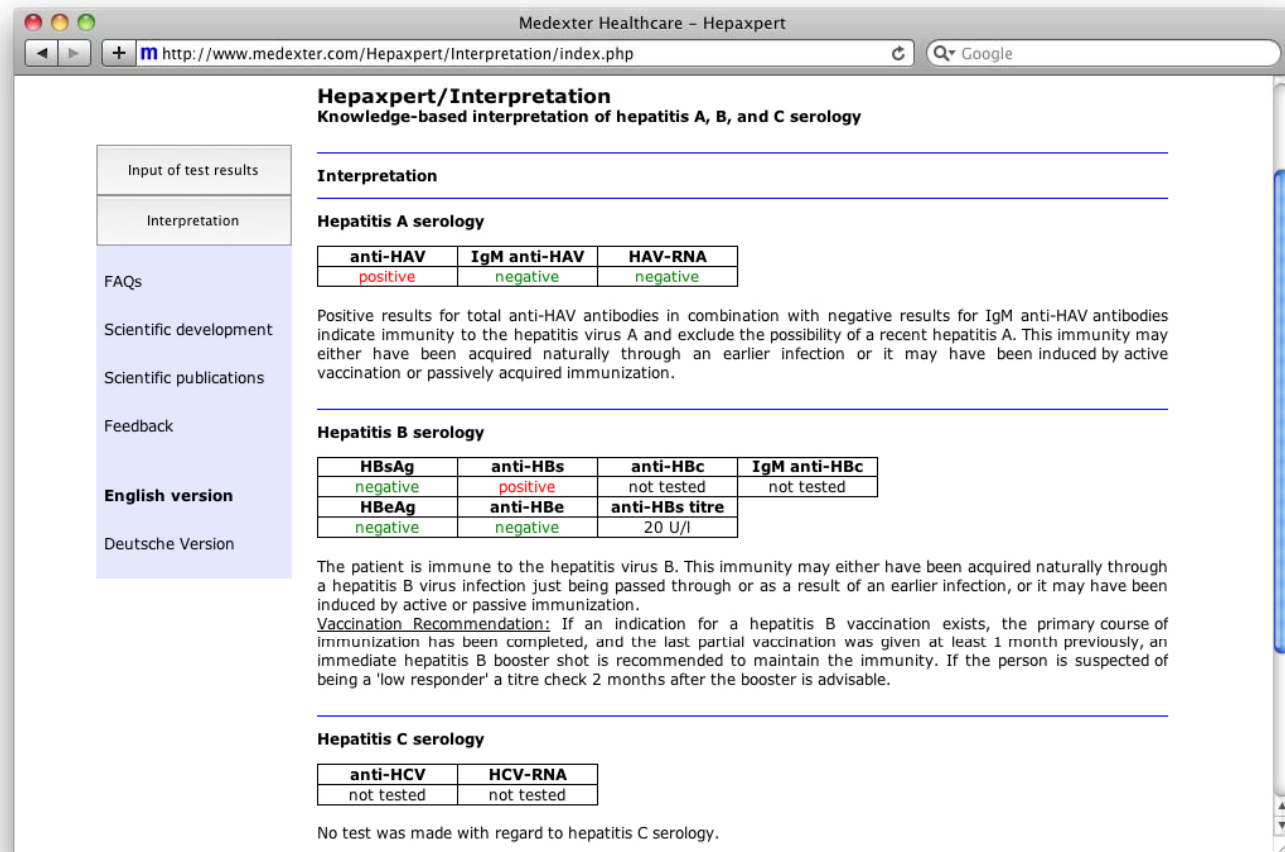 Medexter Healthcare – Hepaxpert
http://www.medexter.com/Hepaxpert/Interpretation/index.php
Google
Hepaxpert/Interpretation
Knowledge-based interpretation of hepatitis A, B, and C serology
Input of test results
Interpretation
FAQs
Scientific development
Scientific publications
Feedback
English version
Deutsche Version
Interpretation
Hepatitis A serology
anti-HAV IgM anti-HAV HAV-RNA
positive negative negative
Positive results for total anti-HAV antibodies in combination with negative results for IgM anti-HAV antibodies
indicate immunity to the hepatitis virus A and exclude the possibility of a recent hepatitis A. This immunity may
either have been acquired naturally through an earlier infection or it may have been induced by active
vaccination or passively acquired immunization.
Hepatitis B serology
HBsAg anti-HBs anti-HBc IgM anti-HBc
negative positive not tested not tested
HBeAg anti-HBe anti-HBs titre
negative negative 20 U/l
The patient is immune to the hepatitis virus B. This immunity may either have been acquired naturally through
a hepatitis B virus infection just being passed through or as a result of an earlier infection, or it may have been
induced by active or passive immunization.
Vaccination Recommendation: If an indication for a hepatitis B vaccination exists, the primary course of
immunization has been completed, and the last partial vaccination was given at least 1 month previously, an
immediate hepatitis B booster shot is recommended to maintain the immunity. If the person is suspected of
being a 'low responder' a titre check 2 months after the booster is advisable.
Hepatitis C serology
anti-HCV HCV-RNA
not tested not tested
No test was made with regard to hepatitis C serology.